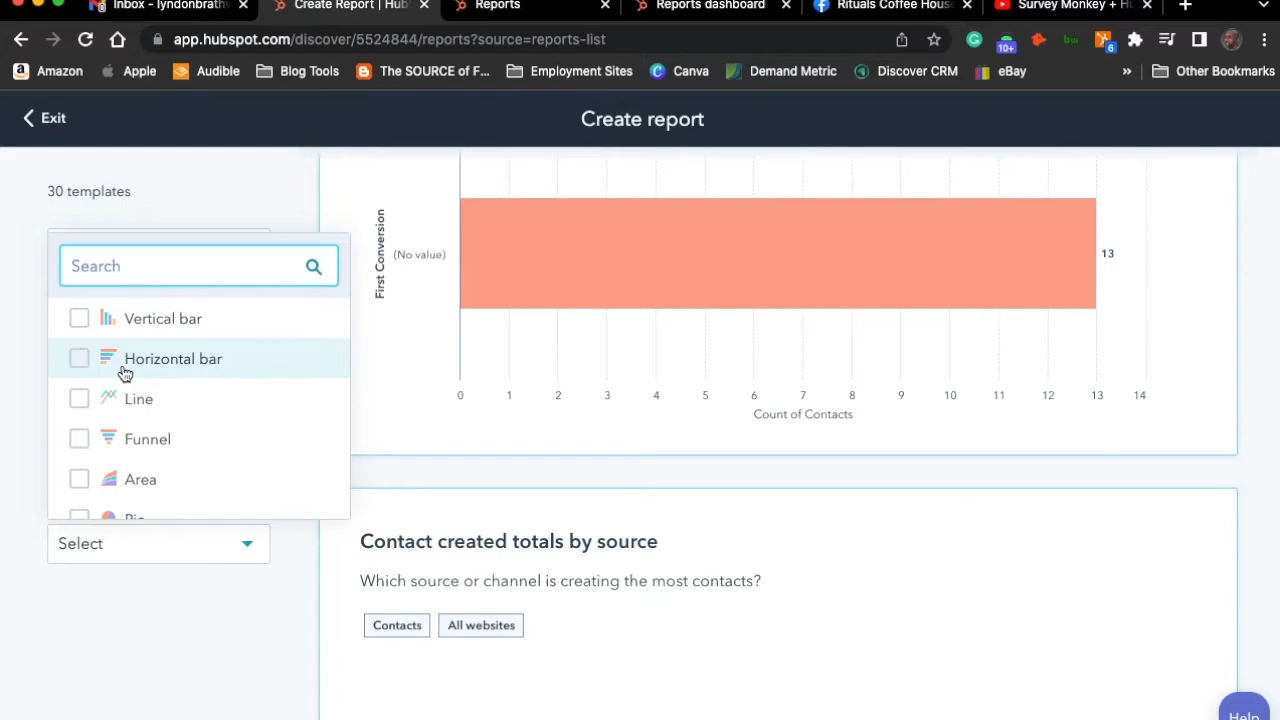 Inbox - lyndonbrath
Create Report | Hub
Reports
Reports dashboard
Rituals Coffee Hous
Survey Monkey + H
app.hubspot.com/discover/5524844/reports?source=reports-list
10+
6
Amazon
Apple
Audible
Blog Tools
The SOURCE of F...
Employment Sites
Canva
Demand Metric
Discover CRM
eBay
»
Other Bookmarks
Exit
Create report
30 templates
Search
Vertical bar
Horizontal bar
Line
Funnel
Area
Pie
Select
First Conversion
(No value)
13
0 1 2 3 4 5 6 7 8 9 10 11 12 13 14
Count of Contacts
Contact created totals by source
Which source or channel is creating the most contacts?
Contacts
All websites
Help